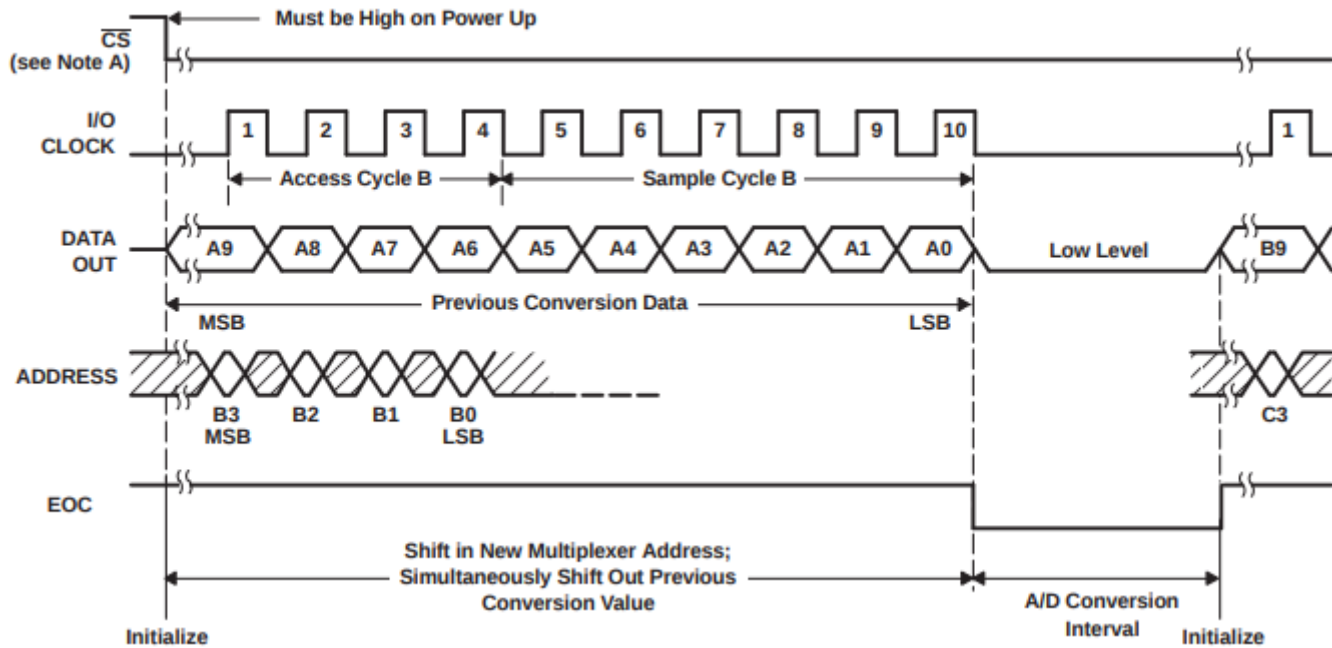 Must be High on Power Up
CS
(see Note A)
I/O
CLOCK
1 2 3 4 5 6 7 8 9 10 1
Access Cycle B Sample Cycle B
DATA
OUT
A9 A8 A7 A6 A5 A4 A3 A2 A1 A0 Low Level B9
Previous Conversion Data
MSB LSB
ADDRESS
B3 B2 B1 B0 C3
MSB LSB
EOC
Shift in New Multiplexer Address;
Simultaneously Shift Out Previous
Conversion Value
A/D Conversion
Interval
Initialize Initialize